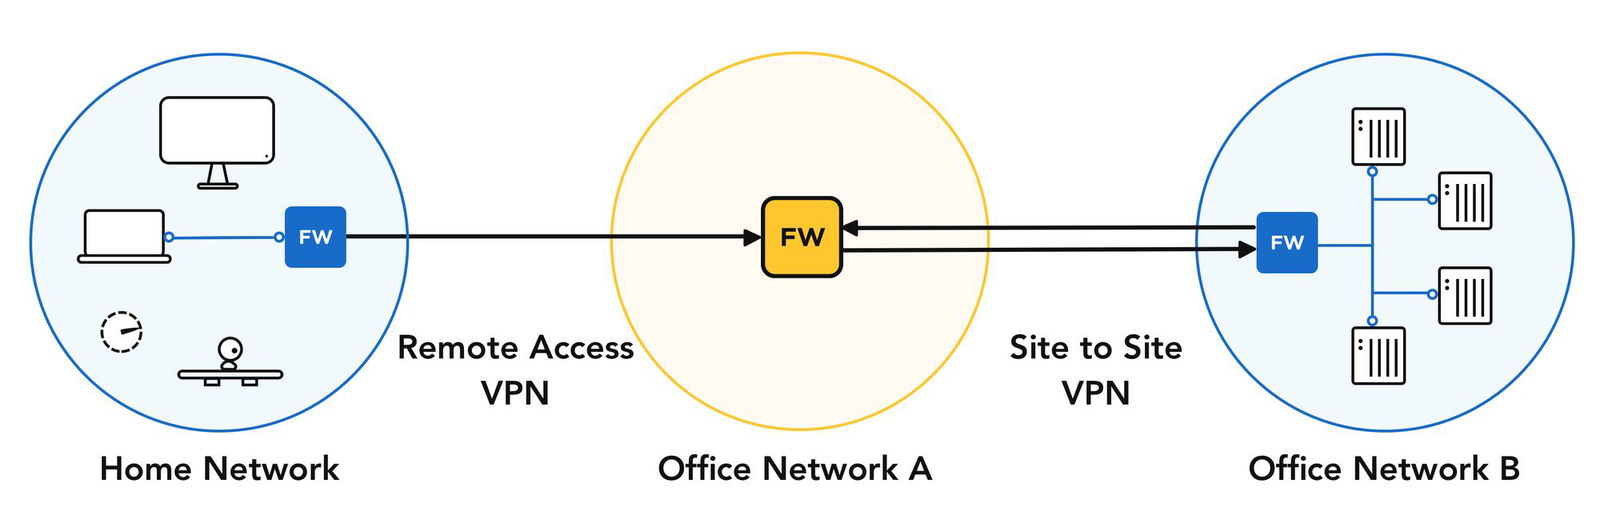 FW
FW
FW
Remote Access
VPN
Site to Site
VPN
Home Network
Office Network A
Office Network B